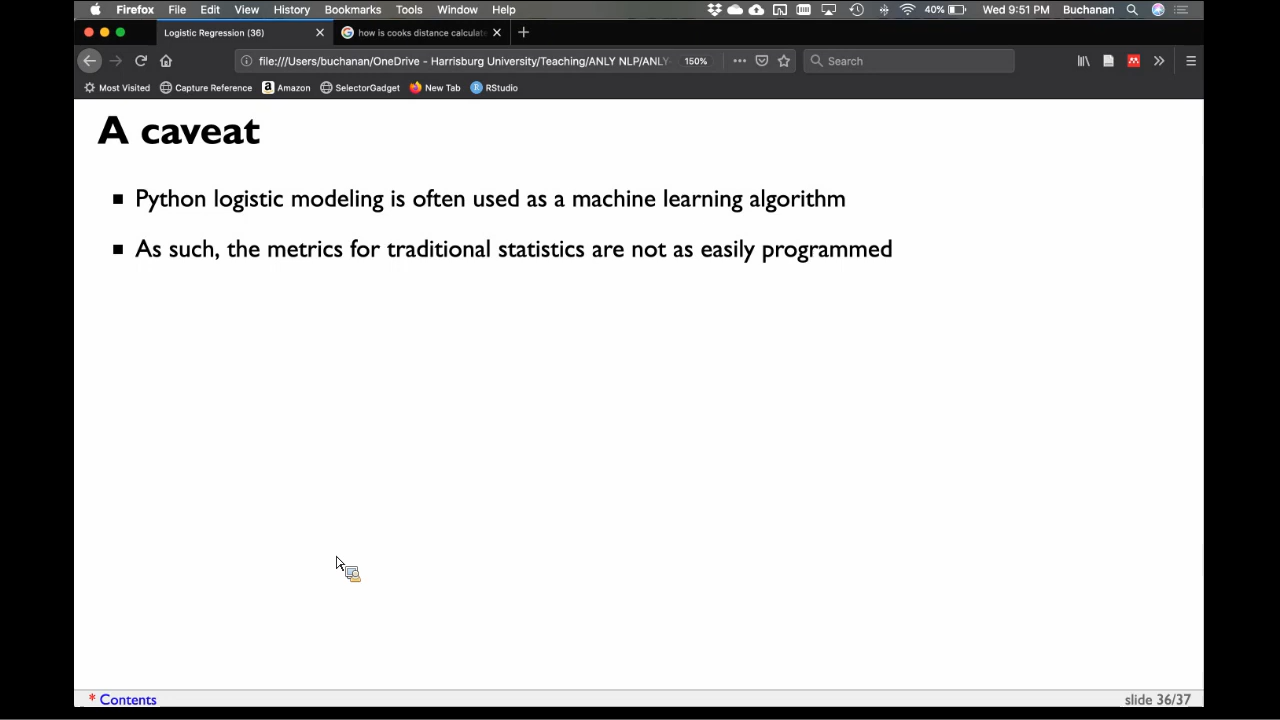 Firefox File Edit View History Bookmarks Tools Window Help 40% Wed 9:51 PM Buchanan
Logistic Regression (36) how is cooks distance calculate
file:///Users/buchanan/OneDrive - Harrisburg University/Teaching/ANLY NLP/ANLY- 150% Search
Most Visited Capture Reference Amazon SelectorGadget New Tab RStudio
A caveat
Python logistic modeling is often used as a machine learning algorithm
As such, the metrics for traditional statistics are not as easily programmed
* Contents slide 36/37